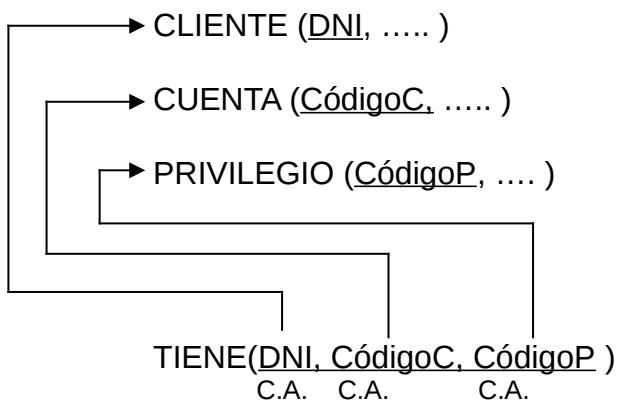 CLIENTE (DNI, ….. )
CUENTA (CódigoC, ….. )
PRIVILEGIO (CódigoP, …. )
TIENE(DNI, CódigoC, CódigoP )
C.A. C.A. C.A.